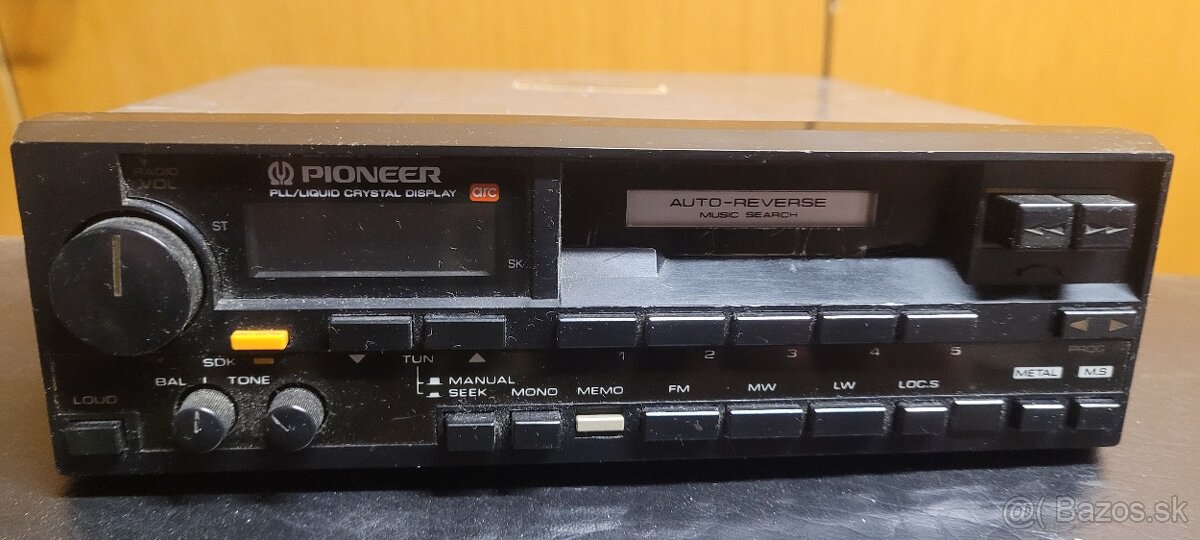 RADIO
VOL
PIONEER
PLL/LIQUID CRYSTAL DISPLAY arc
AUTO-REVERSE
MUSIC SEARCH
ST
SK
SDK
TUN
1 2 3 4 5
PROG
BAL TONE
MANUAL
SEEK MONO MEMO FM MW LW LOC.S METAL M.S
LOUD
@( Bazos.sk